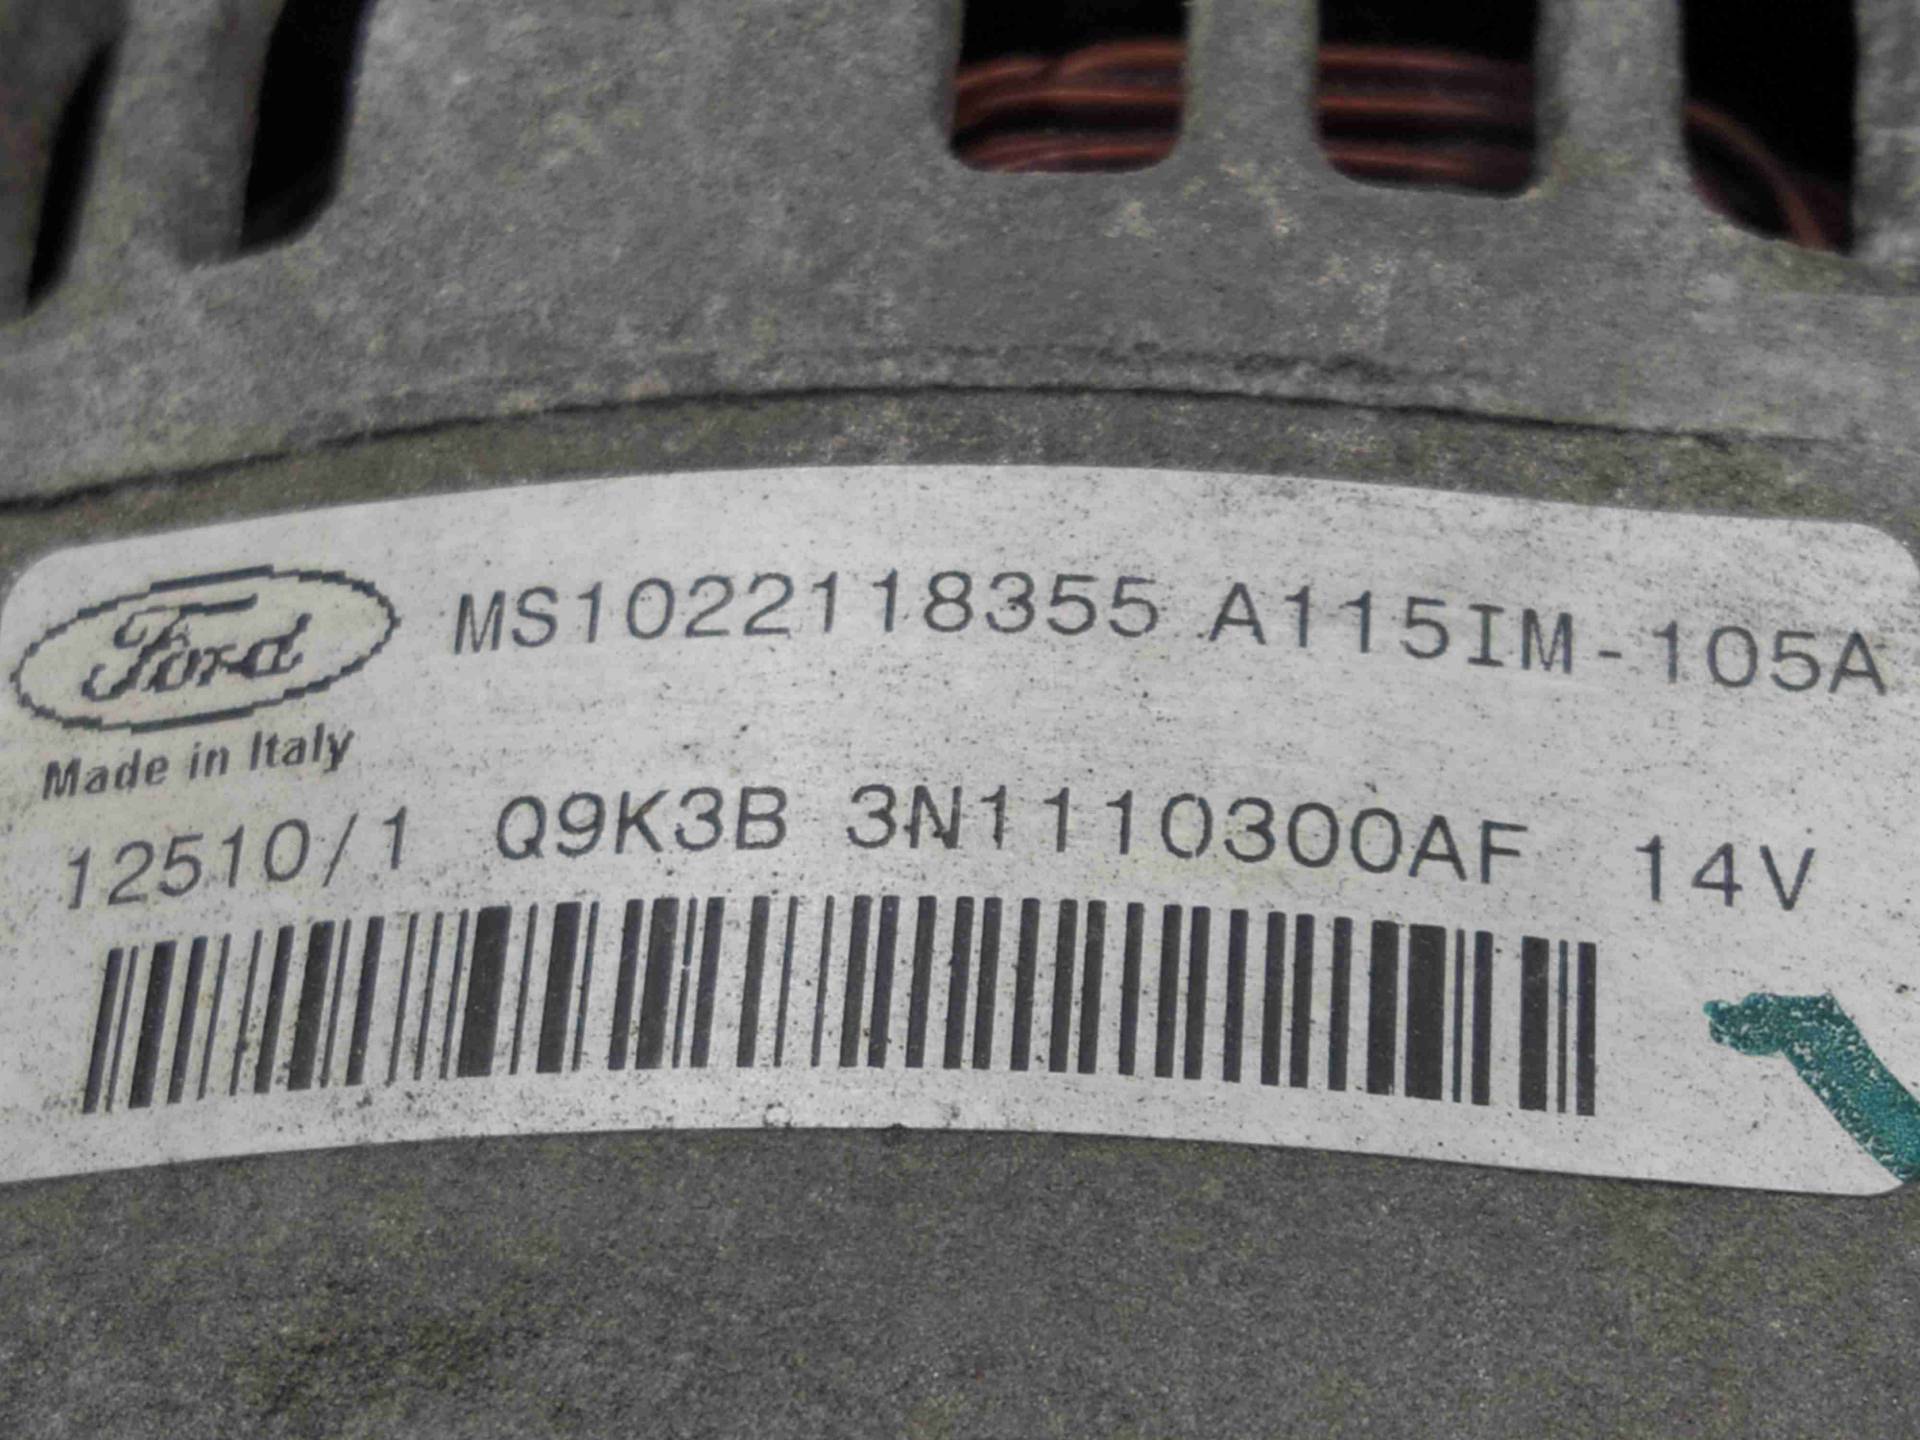 Ford MS1022118355 A115IM-105A
Made in Italy
12510/1 Q9K3B 3N1110300AF 14V